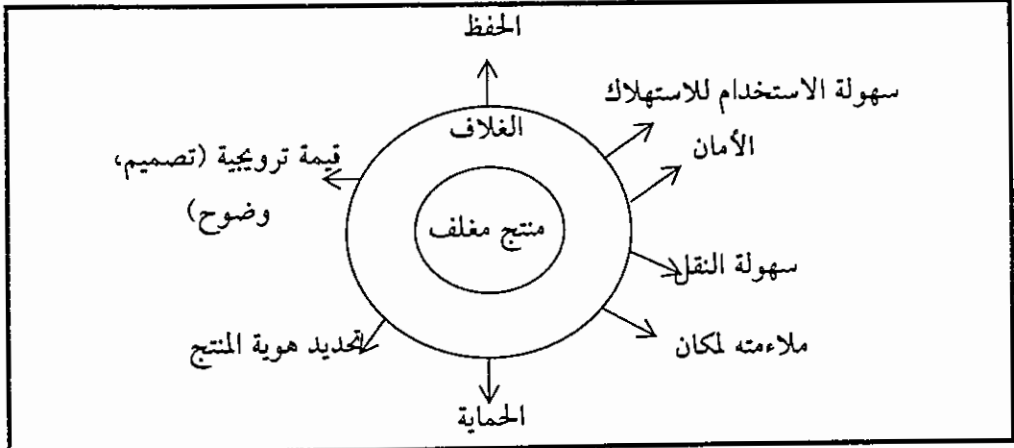 الحفظ
سهولة الاستخدام للاستهلاك
الغلاف
الأمان
قيمة ترويجية (تصميم،
وضوح)
منتج مغلف
سهولة النقل
ملاءمته لمكان
تحديد هوية المنتج
الحماية